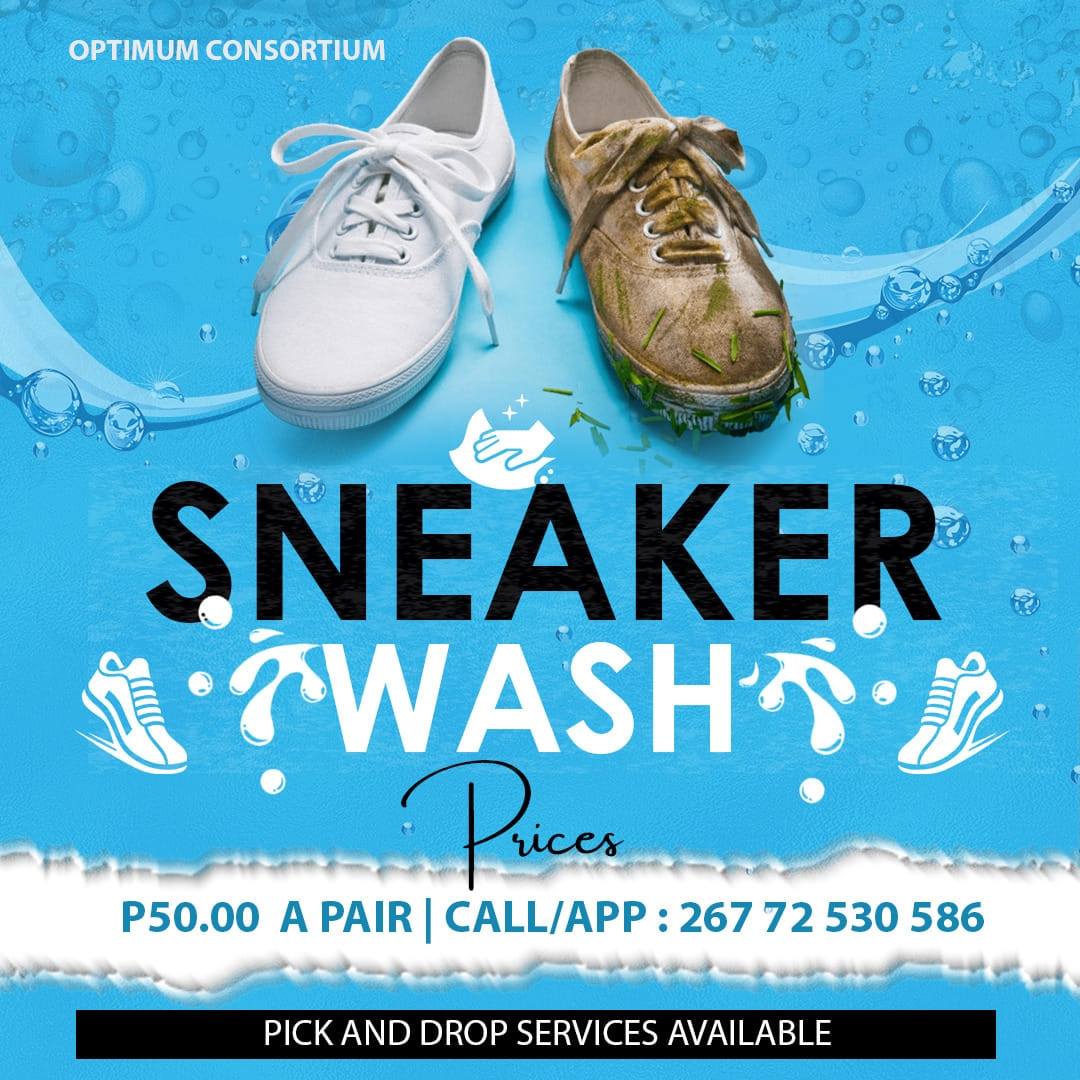 OPTIMUM CONSORTIUM
SNEAKER
WASH
Prices
P50.00 A PAIR | CALL/APP : 267 72 530 586
PICK AND DROP SERVICES AVAILABLE